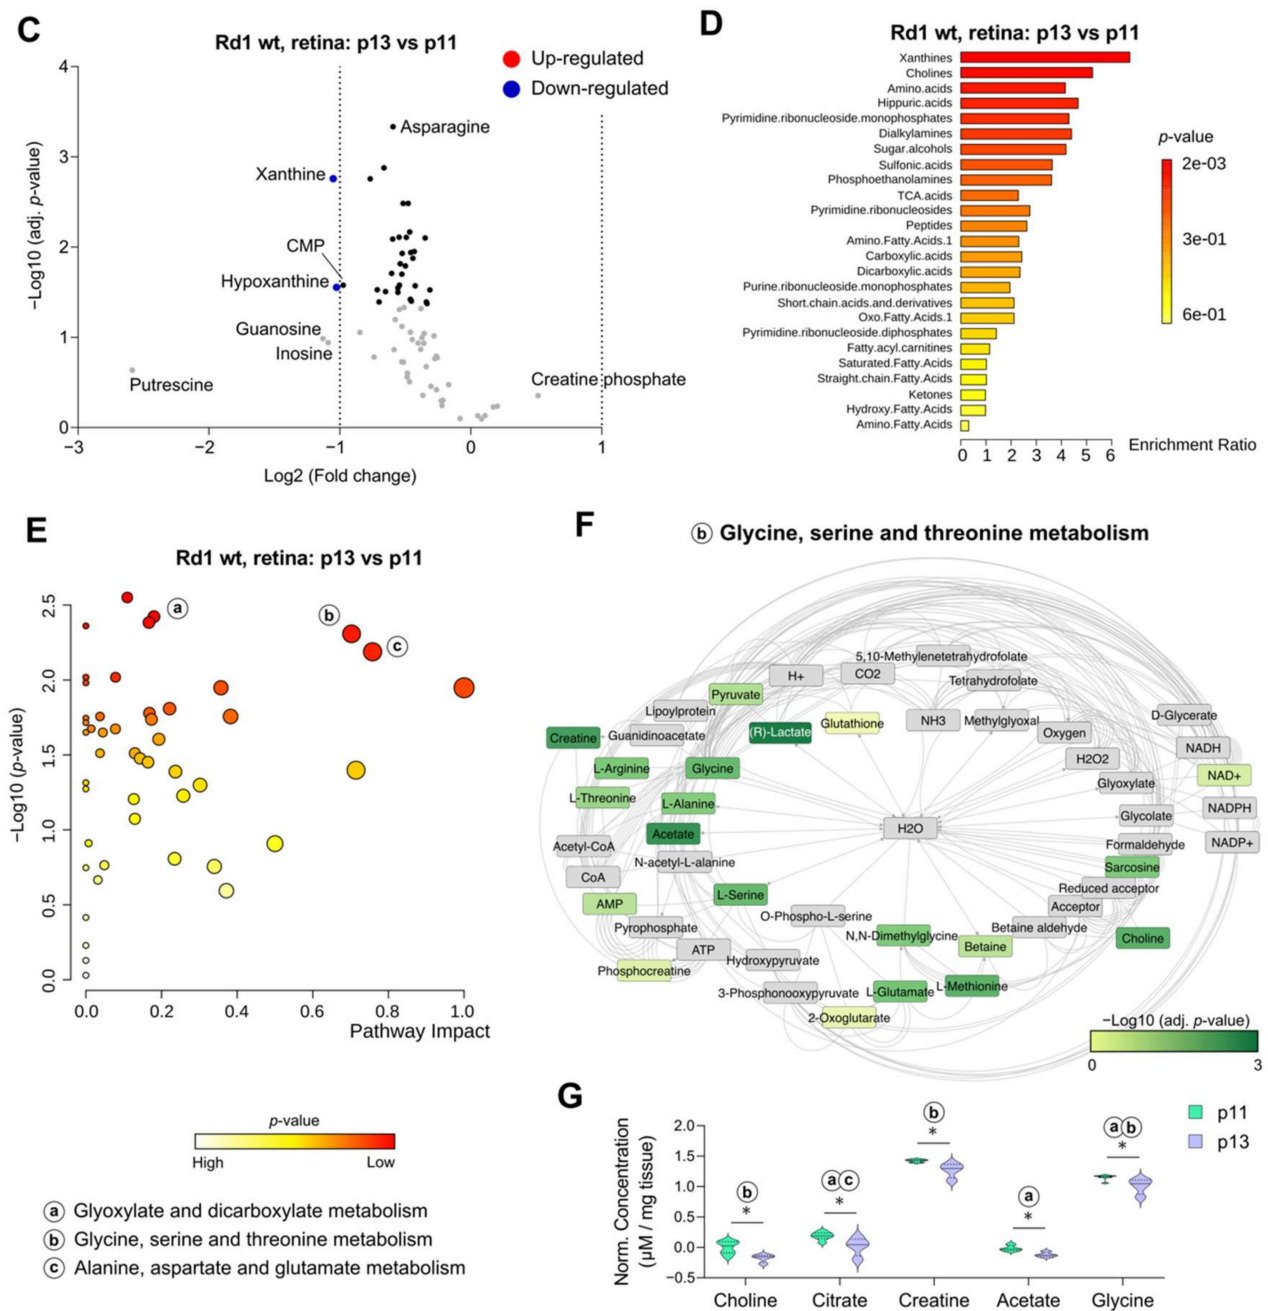 C
Rd1 wt, retina: p13 vs p11
Up-regulated
Down-regulated
−Log10 (adj. p-value)
4
3
2
1
0
Asparagine
Xanthine
CMP
Hypoxanthine
Guanosine
Inosine
Putrescine
Creatine phosphate
−3
−2
−1
0
1
Log2 (Fold change)
D
Rd1 wt, retina: p13 vs p11
Xanthines
Cholines
Amino.acids
Hippuric.acids
Pyrimidine.ribonucleoside.monophosphates
Dialkylamines
Sugar.alcohols
Sulfonic.acids
Phosphoethanolamines
TCA.acids
Pyrimidine.ribonucleosides
Peptides
Amino.Fatty.Acids.1
Carboxylic.acids
Dicarboxylic.acids
Purine.ribonucleoside.monophosphates
Short.chain.acids.and.derivatives
Oxo.Fatty.Acids.1
Pyrimidine.ribonucleoside.diphosphates
Fatty.acyl.carnitines
Saturated.Fatty.Acids
Straight.chain.Fatty.Acids
Ketones
Hydroxy.Fatty.Acids
Amino.Fatty.Acids
0 1 2 3 4 5 6
Enrichment Ratio
p-value
2e-03
3e-01
6e-01
E
Rd1 wt, retina: p13 vs p11
−Log10 (p-value)
2.5
2.0
1.5
1.0
0.5
0.0
a
b
c
0.0 0.2 0.4 0.6 0.8 1.0
Pathway Impact
p-value
High
Low
a Glyoxylate and dicarboxylate metabolism
b Glycine, serine and threonine metabolism
c Alanine, aspartate and glutamate metabolism
F
b Glycine, serine and threonine metabolism
5,10-Methylenetetrahydrofolate
H+
CO2
Tetrahydrofolate
Pyruvate
Lipoylprotein
D-Glycerate
(R)-Lactate
Glutathione
NH3
Methylglyoxal
Creatine
Guanidinoacetate
Oxygen
NADH
H2O2
L-Arginine
Glycine
NAD+
Glyoxylate
L-Threonine
L-Alanine
NADPH
Glycolate
Acetate
H2O
NADP+
Acetyl-CoA
Formaldehyde
N-acetyl-L-alanine
Sarcosine
CoA
Reduced acceptor
L-Serine
AMP
Acceptor
O-Phospho-L-serine
Pyrophosphate
Betaine aldehyde
N,N-Dimethylglycine
Choline
ATP
Betaine
Hydroxypyruvate
Phosphocreatine
L-Methionine
3-Phosphonooxypyruvate
L-Glutamate
2-Oxoglutarate
−Log10 (adj. p-value)
0
3
G
p11
p13
Norm. Concentration
(µM / mg tissue)
2.0
1.5
1.0
0.5
0.0
−0.5
b
*
a c
*
b
*
a
*
a b
*
Choline
Citrate
Creatine
Acetate
Glycine